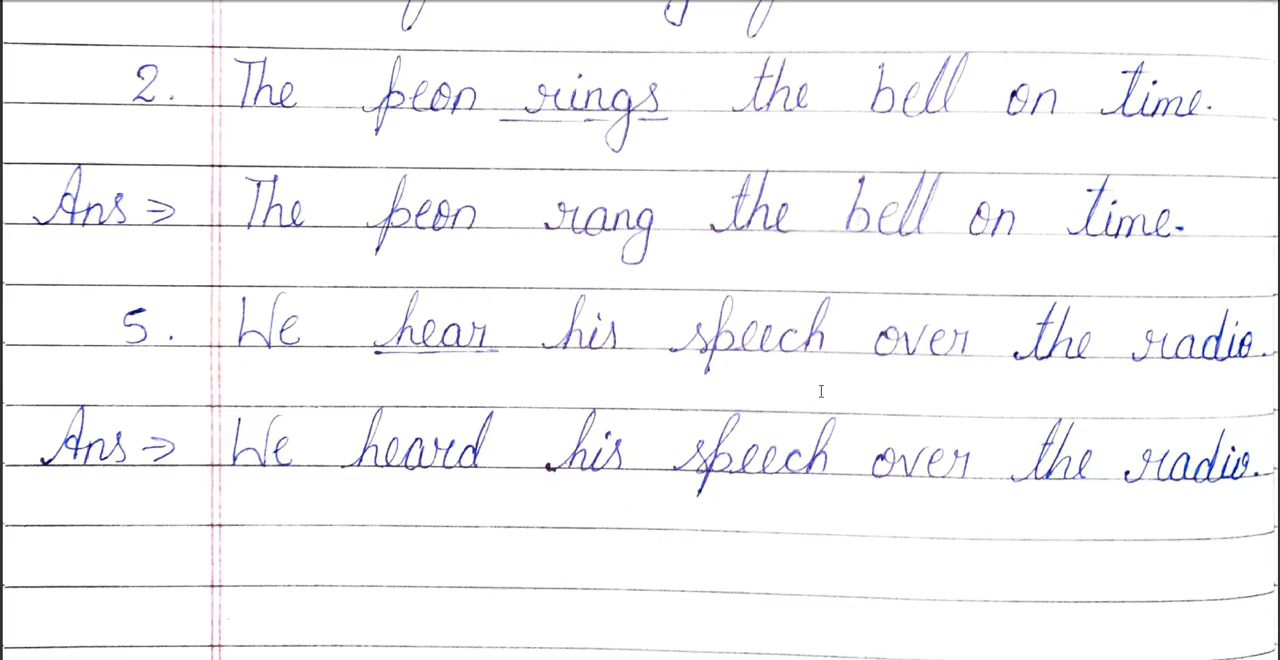 2. The peon rings the bell on time.
Ans ⇒ The peon rang the bell on time.
5. We hear his speech over the radio.
Ans ⇒ We heard his speech over the radio.